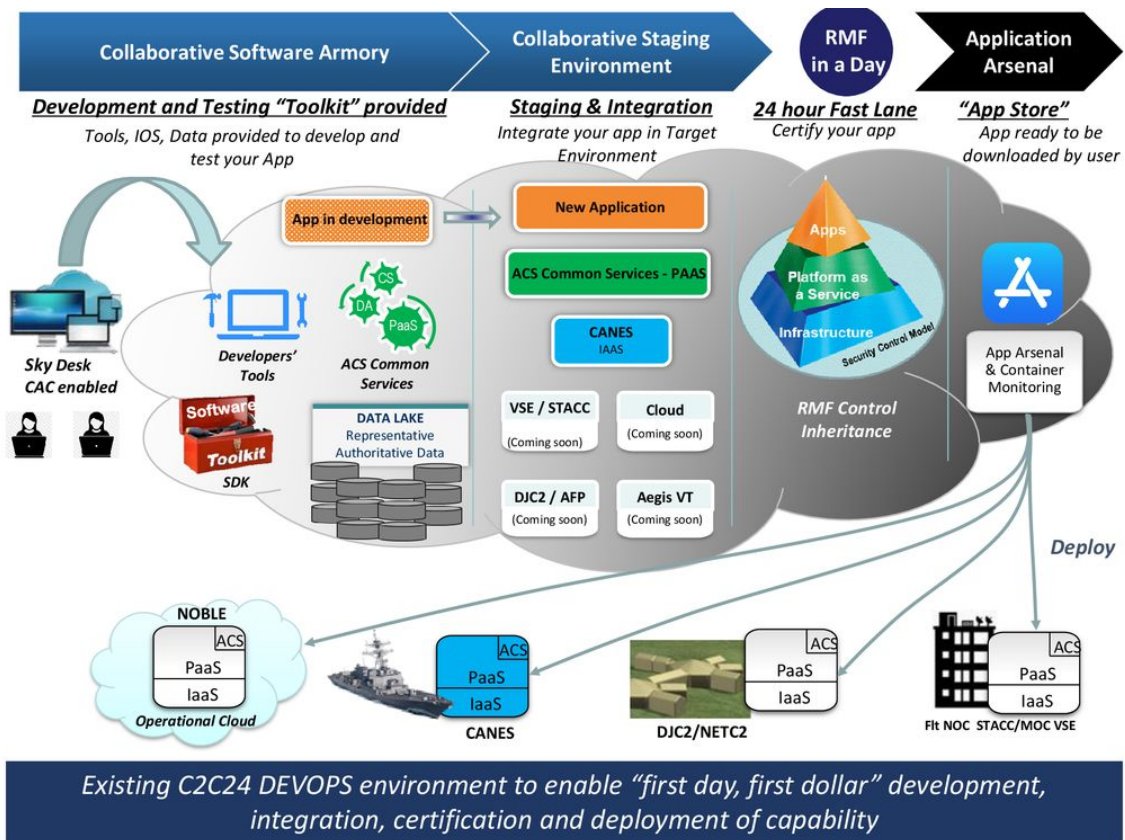 Collaborative Software Armory
Collaborative Staging
Environment
RMF
in a Day
Application
Arsenal
Development and Testing “Toolkit” provided
Tools, IOS, Data provided to develop and
test your App
Staging & Integration
Integrate your app in Target
Environment
24 hour Fast Lane
Certify your app
“App Store”
App ready to be
downloaded by user
App in development
New Application
ACS Common Services - PAAS
CANES
IAAS
VSE / STACC
(Coming soon)
Cloud
(Coming soon)
DJC2 / AFP
(Coming soon)
Aegis VT
(Coming soon)
Sky Desk
CAC enabled
Developers’
Tools
CS
DA
PaaS
ACS Common
Services
Software
Toolkit
SDK
DATA LAKE
Representative
Authoritative Data
Apps
Platform as
a Service
Infrastructure
Security Control Model
RMF Control
Inheritance
App Arsenal
& Container
Monitoring
Deploy
NOBLE
ACS
PaaS
IaaS
Operational Cloud
ACS
PaaS
IaaS
CANES
ACS
PaaS
IaaS
DJC2/NETC2
ACS
PaaS
IaaS
Flt NOC STACC/MOC VSE
Existing C2C24 DEVOPS environment to enable “first day, first dollar” development,
integration, certification and deployment of capability